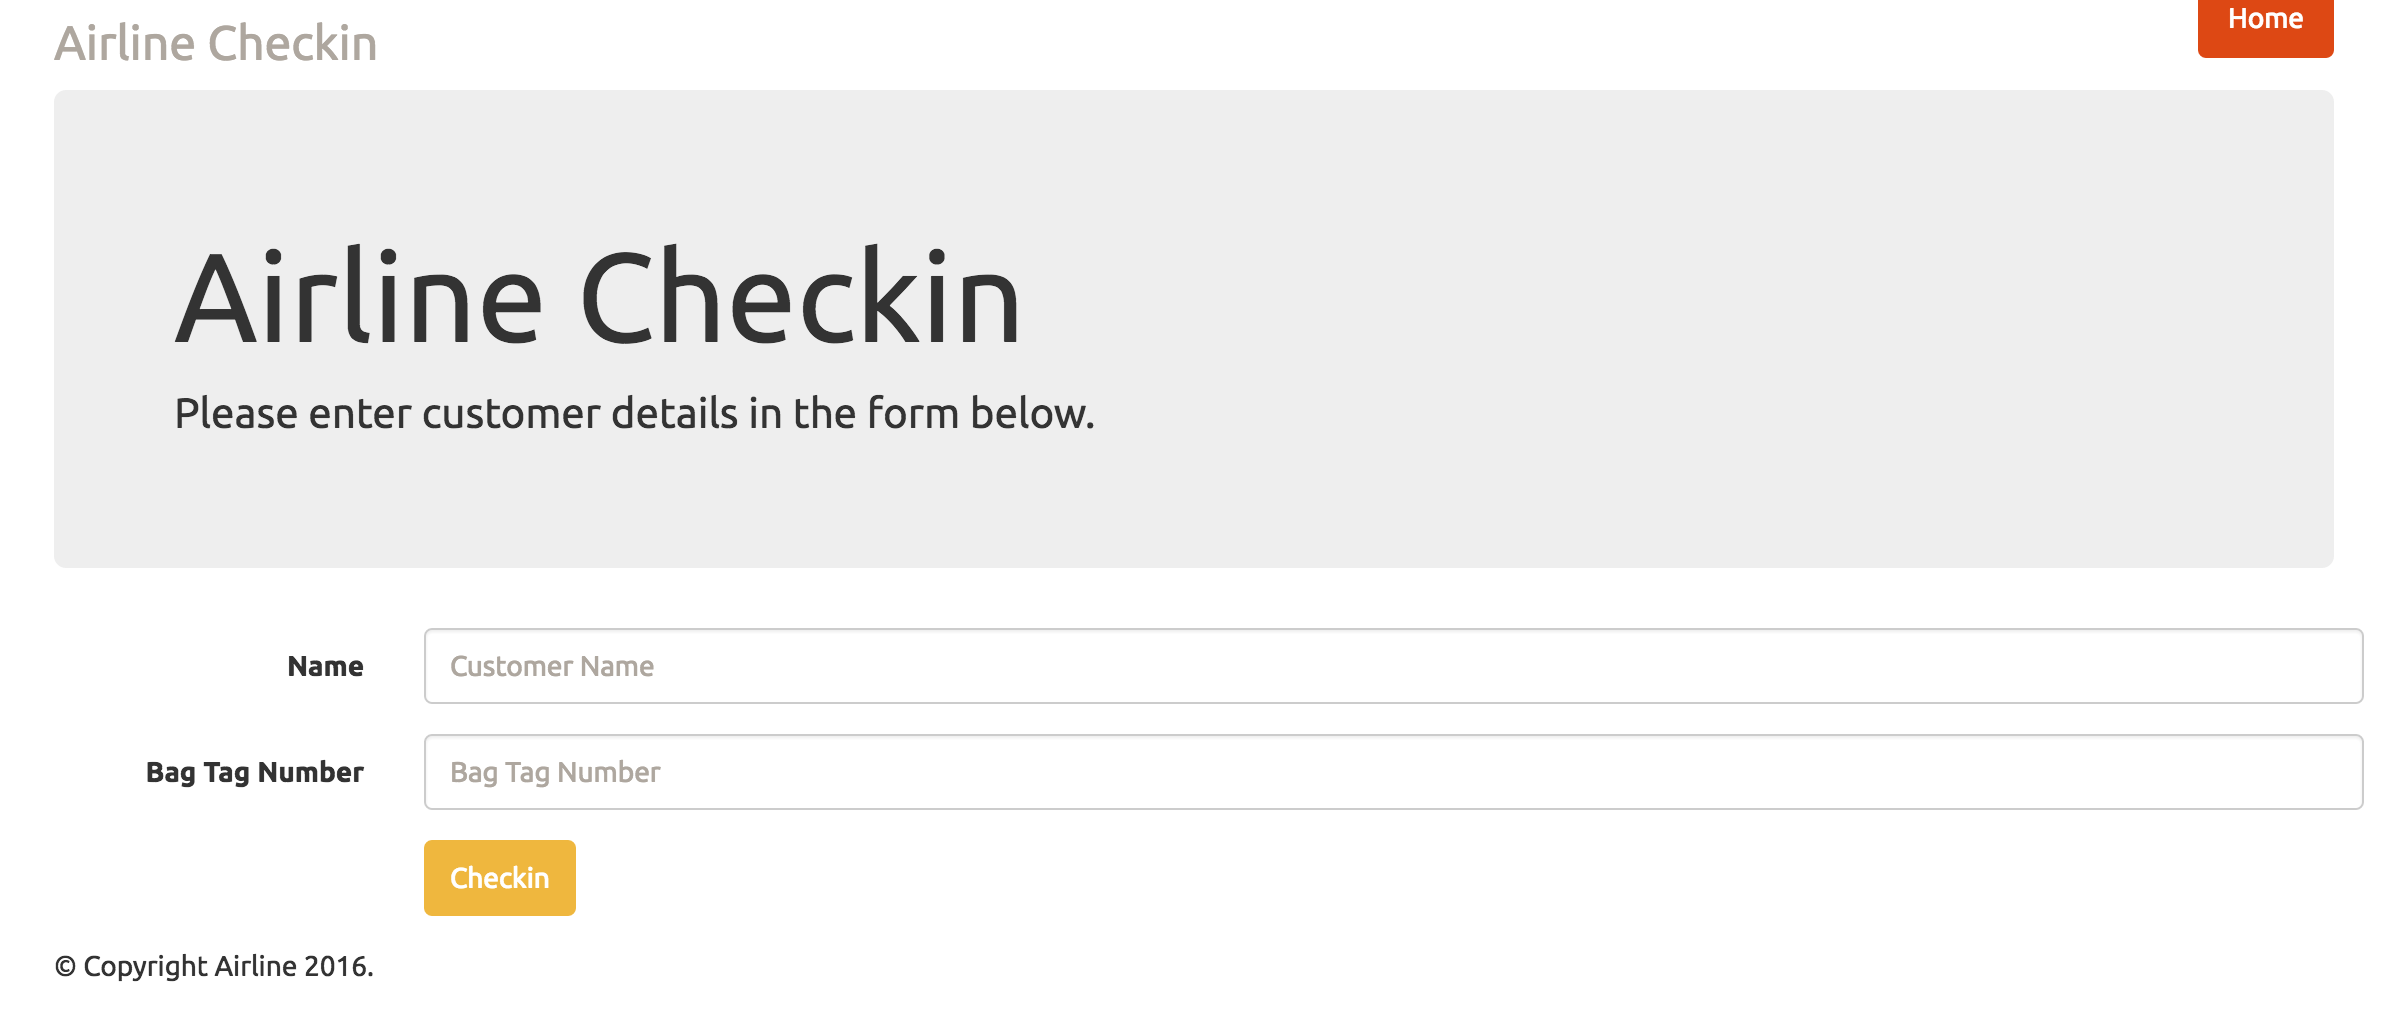 Airline Checkin
Home
Airline Checkin
Please enter customer details in the form below.
Name
Customer Name
Bag Tag Number
Bag Tag Number
Checkin
© Copyright Airline 2016.